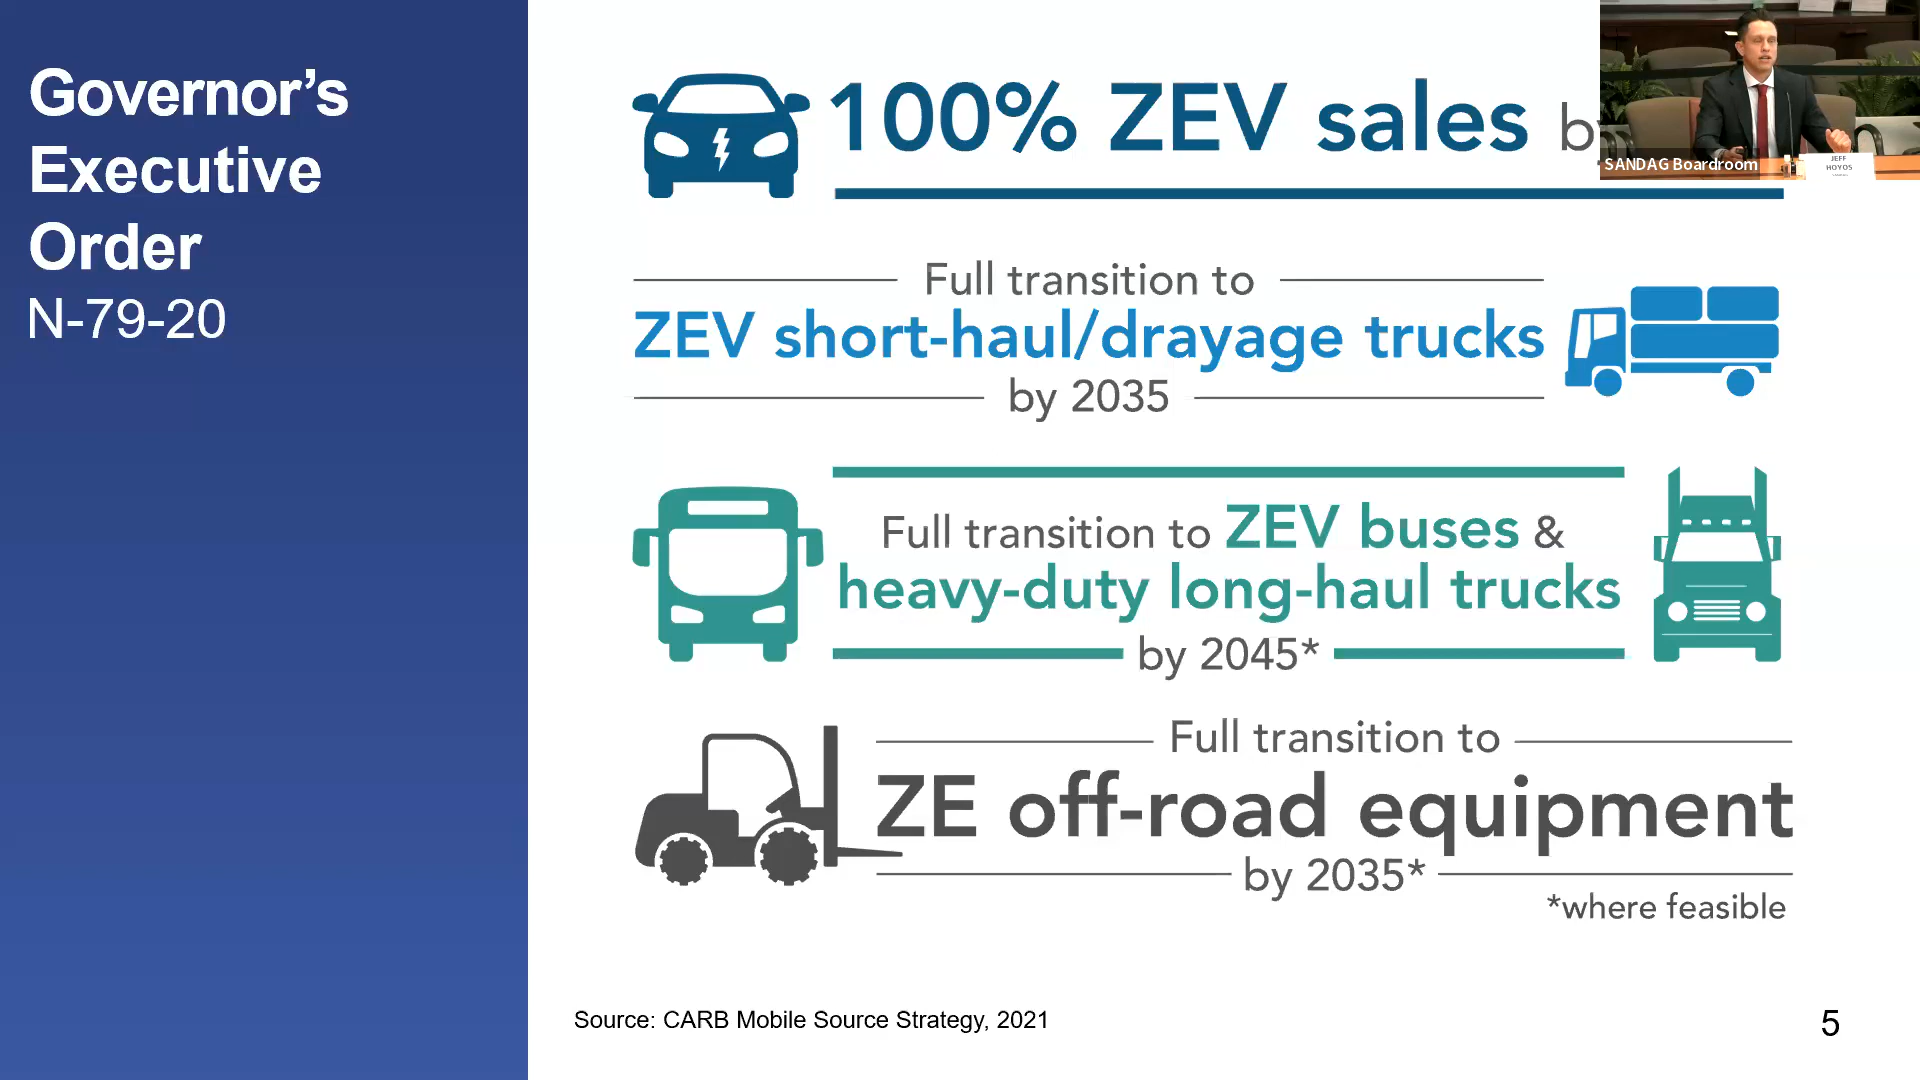 Governor's
Executive
Order
N-79-20
100% ZEV sales
Full transition to
ZEV short-haul/drayage trucks
by 2035
Full transition to ZEV buses &
heavy-duty long-haul trucks
by 2045*
Full transition to
ZE off-road equipment
by 2035*
*where feasible
Source: CARB Mobile Source Strategy, 2021
5
SANDAG Boardroom
JEFF
HOYOS